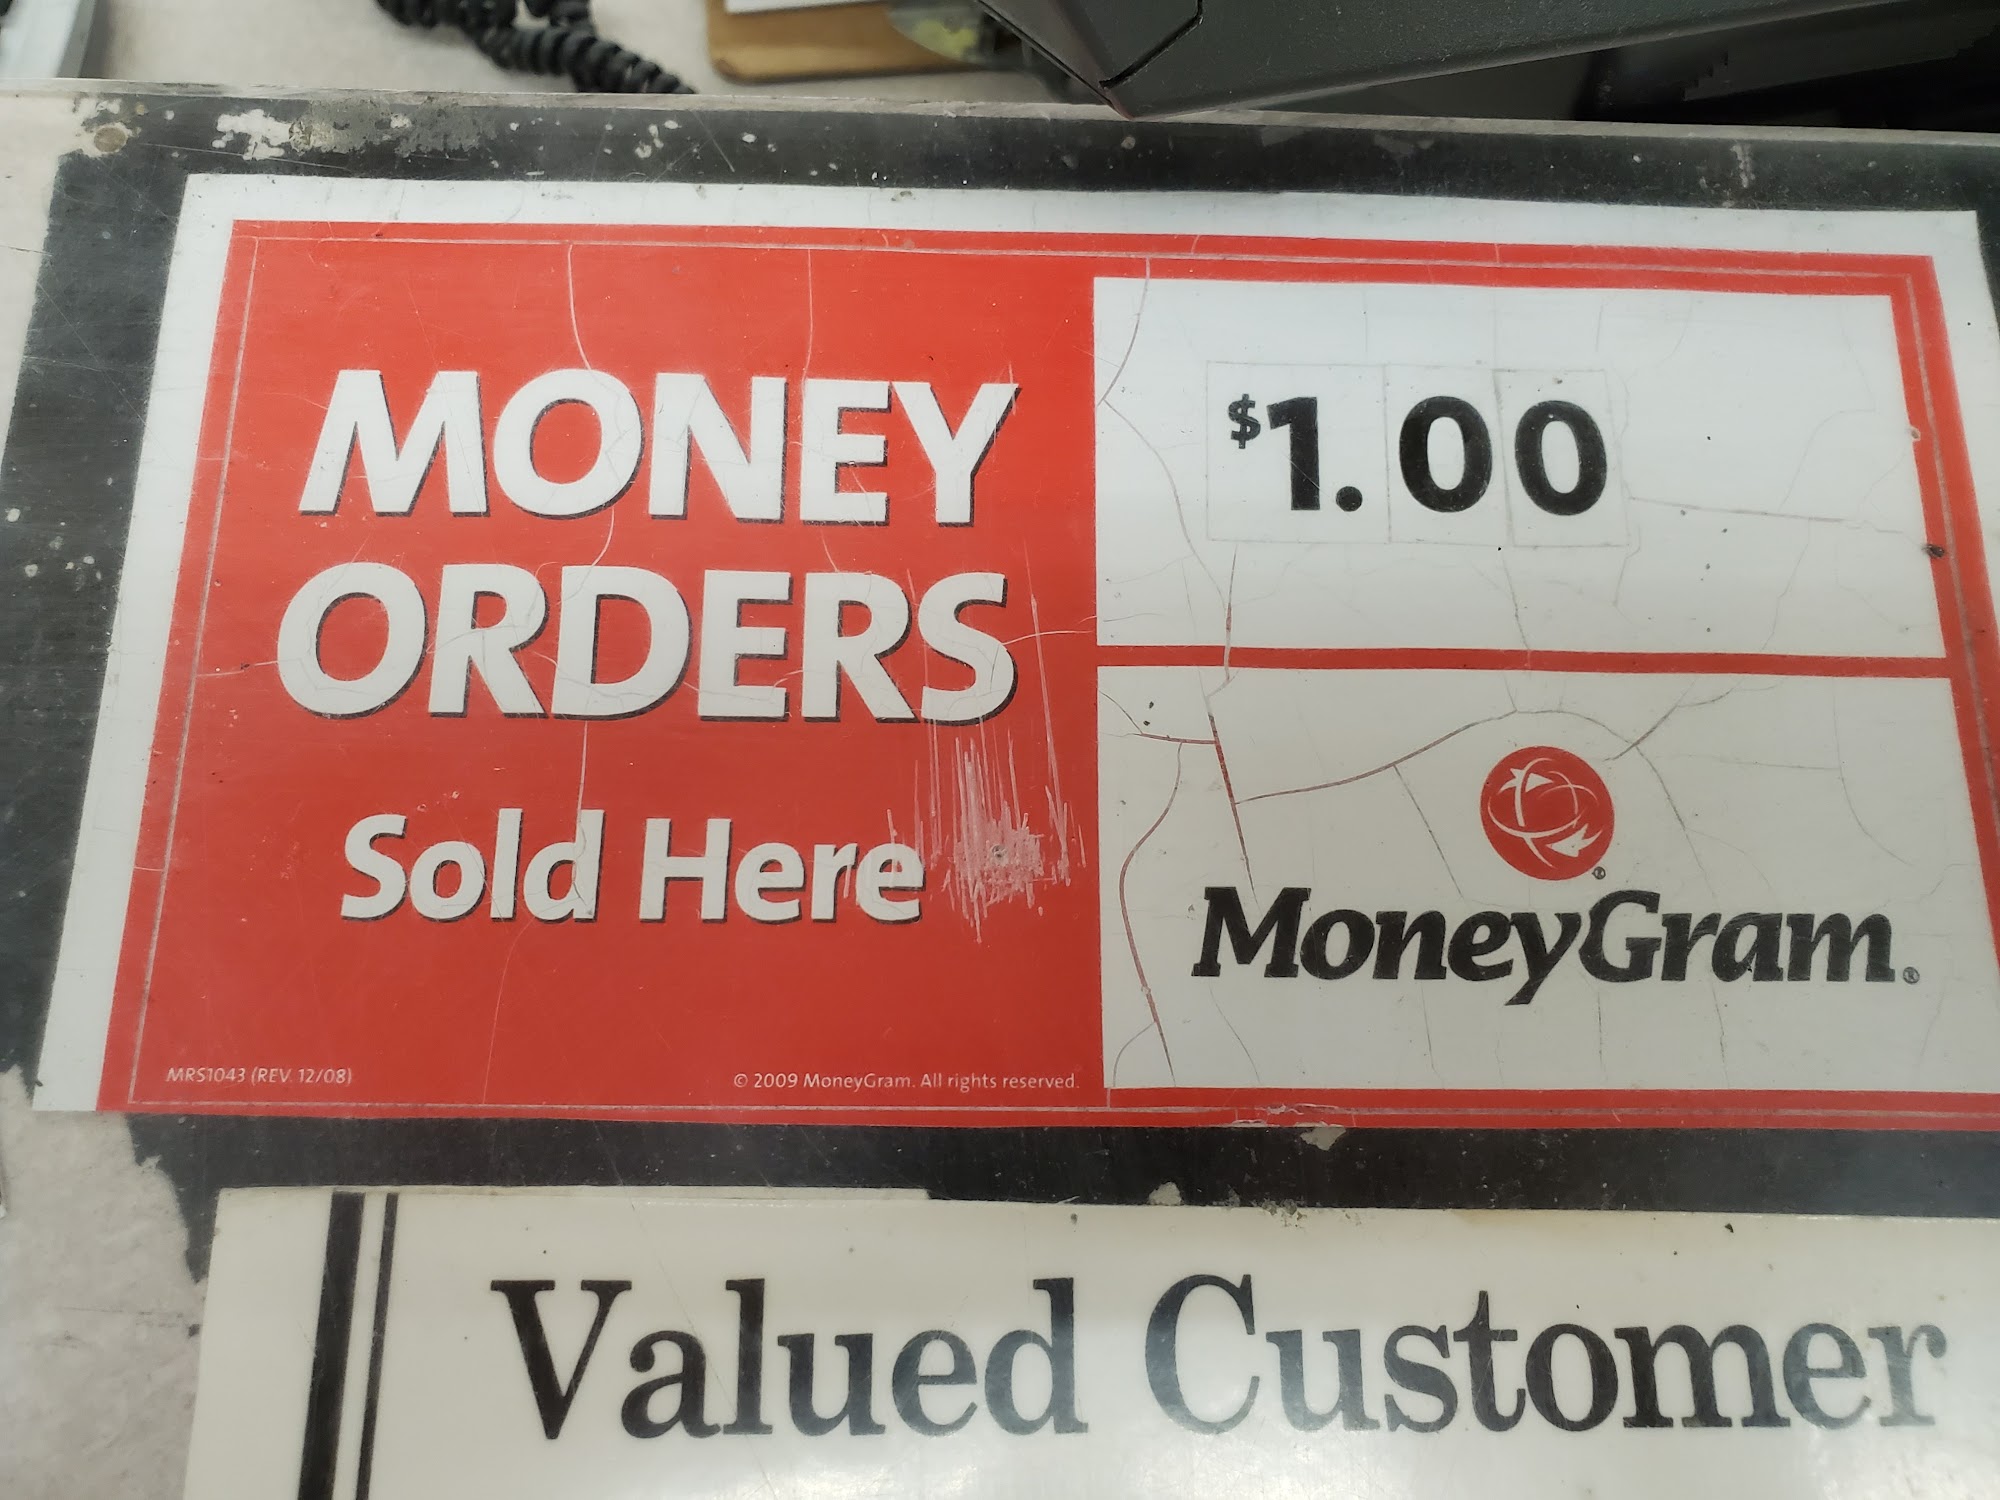 MONEY
ORDERS
Sold Here
MRS1043 (REV. 12/08)
© 2009 MoneyGram. All rights reserved.
$1.00
®
MoneyGram®
Valued Customer